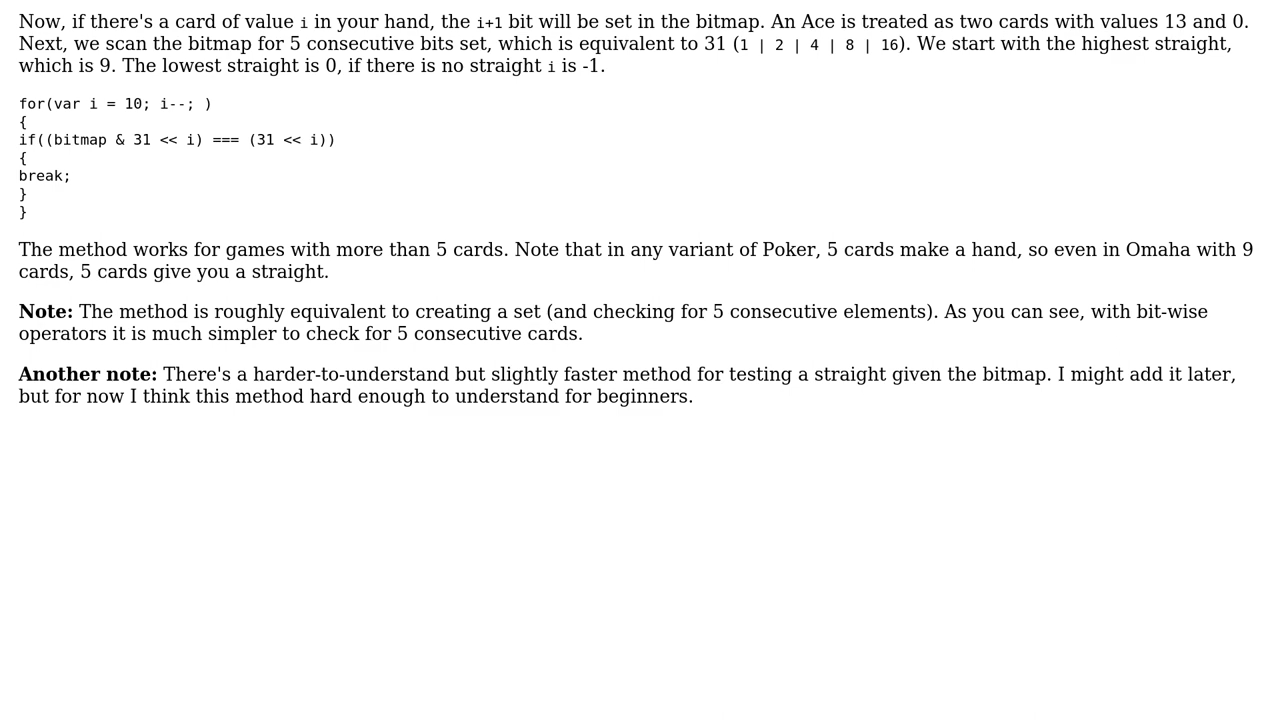 Now, if there's a card of value i in your hand, the i+1 bit will be set in the bitmap. An Ace is treated as two cards with values 13 and 0.
Next, we scan the bitmap for 5 consecutive bits set, which is equivalent to 31 (1 | 2 | 4 | 8 | 16). We start with the highest straight,
which is 9. The lowest straight is 0, if there is no straight i is -1.
for(var i = 10; i--; )
{
if((bitmap & 31 << i) === (31 << i))
{
break;
}
}
The method works for games with more than 5 cards. Note that in any variant of Poker, 5 cards make a hand, so even in Omaha with 9
cards, 5 cards give you a straight.
Note: The method is roughly equivalent to creating a set (and checking for 5 consecutive elements). As you can see, with bit-wise
operators it is much simpler to check for 5 consecutive cards.
Another note: There's a harder-to-understand but slightly faster method for testing a straight given the bitmap. I might add it later,
but for now I think this method hard enough to understand for beginners.